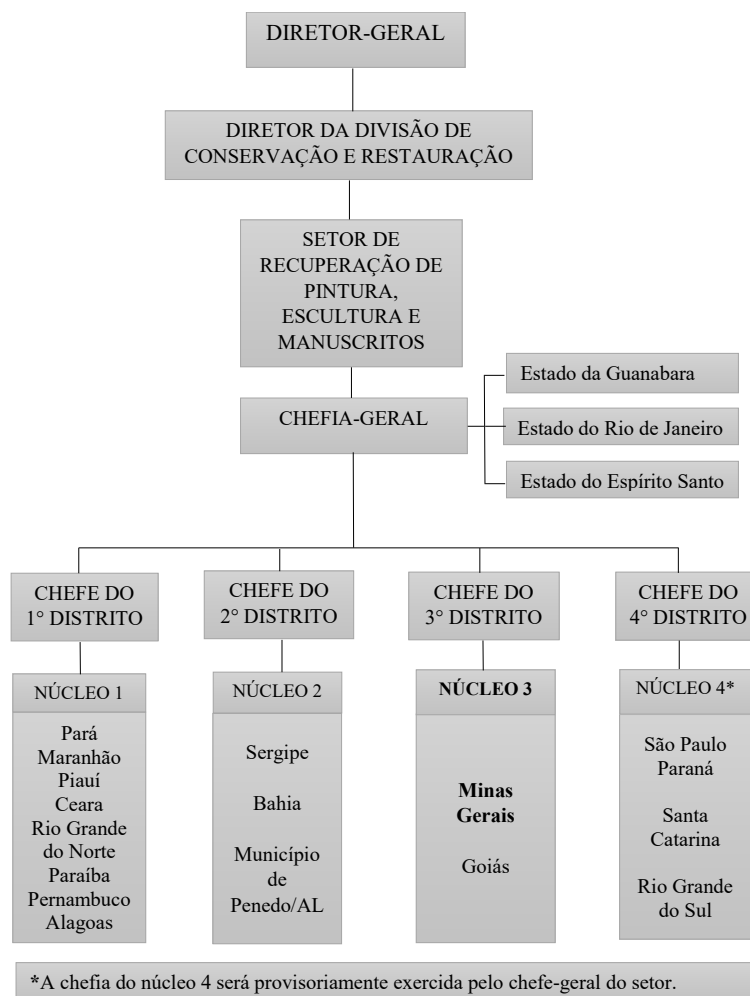 DIRETOR-GERAL
DIRETOR DA DIVISÃO DE
CONSERVAÇÃO E RESTAURAÇÃO
SETOR DE
RECUPERAÇÃO DE
PINTURA,
ESCULTURA E
MANUSCRITOS
CHEFIA-GERAL
Estado da Guanabara
Estado do Rio de Janeiro
Estado do Espírito Santo
CHEFE DO
1° DISTRITO
CHEFE DO
2° DISTRITO
CHEFE DO
3° DISTRITO
CHEFE DO
4° DISTRITO
NÚCLEO 1
Pará
Maranhão
Piauí
Ceara
Rio Grande
do Norte
Paraíba
Pernambuco
Alagoas
NÚCLEO 2
Sergipe
Bahia
Município
de
Penedo/AL
NÚCLEO 3
Minas
Gerais
Goiás
NÚCLEO 4*
São Paulo
Paraná
Santa
Catarina
Rio Grande
do Sul
*A chefia do núcleo 4 será provisoriamente exercida pelo chefe-geral do setor.